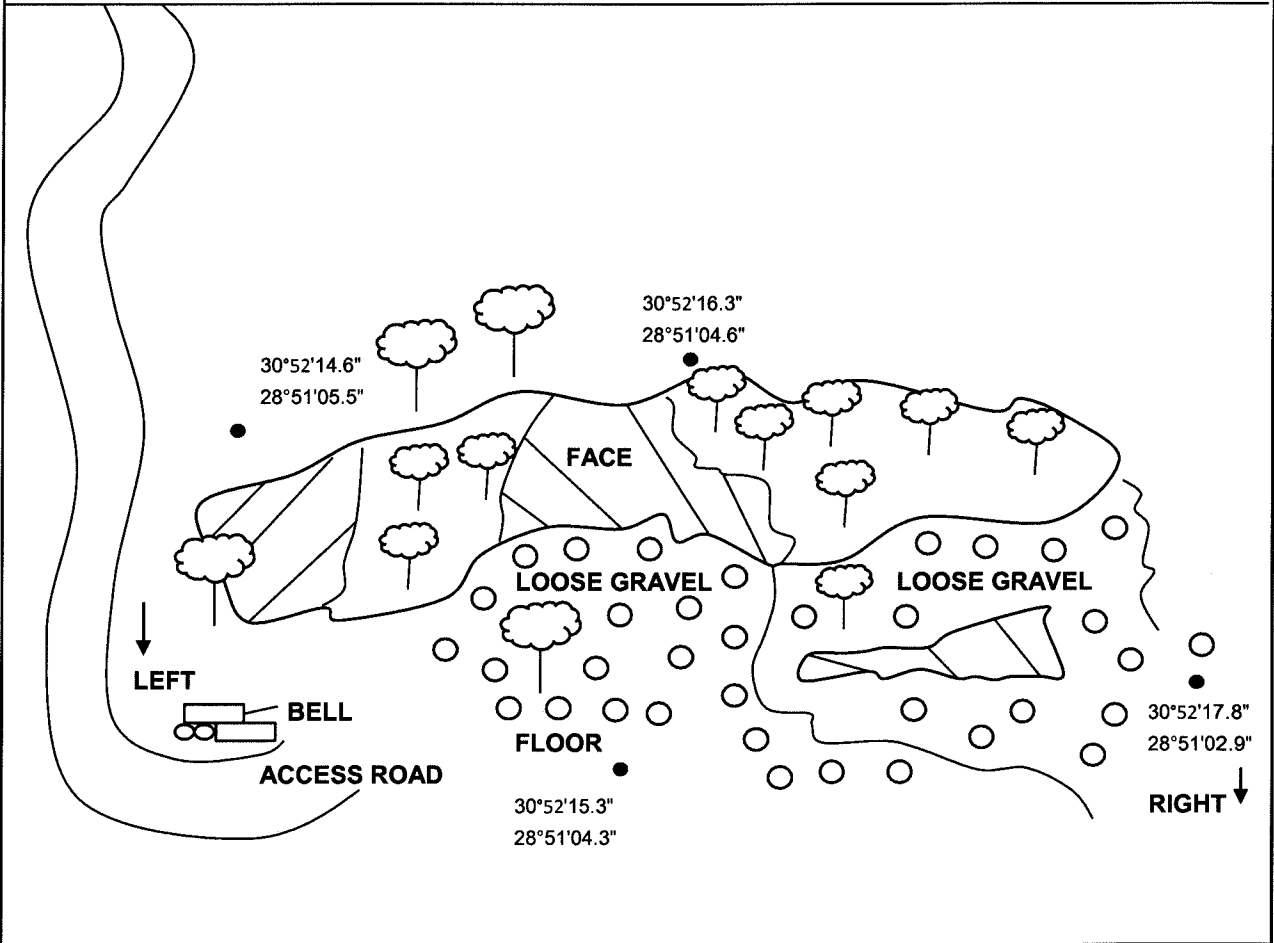 30°52'16.3"
28°51'04.6"
30°52'14.6"
28°51'05.5"
FACE
LOOSE GRAVEL
LOOSE GRAVEL
LEFT
BELL
30°52'17.8"
28°51'02.9"
FLOOR
ACCESS ROAD
RIGHT
30°52'15.3"
28°51'04.3"